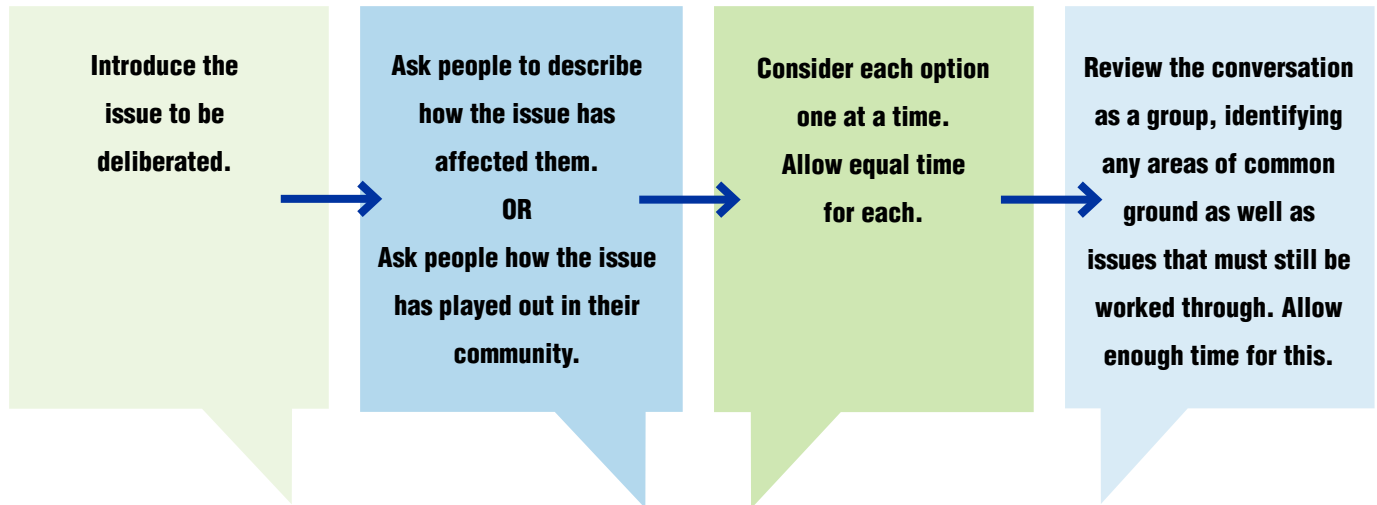 Introduce the
issue to be
deliberated.
Ask people to describe
how the issue has
affected them.
OR
Ask people how the issue
has played out in their
community.
Consider each option
one at a time.
Allow equal time
for each.
Review the conversation
as a group, identifying
any areas of common
ground as well as
issues that must still be
worked through. Allow
enough time for this.